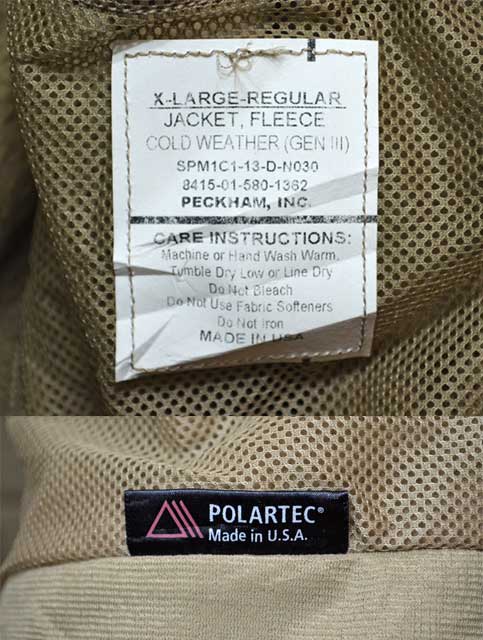 X-LARGE-REGULAR
JACKET, FLEECE
COLD WEATHER (GEN III)
SPM1C1-13-D-N030
8415-01-580-1362
PECKHAM, INC.
CARE INSTRUCTIONS:
Machine or Hand Wash Warm.
Tumble Dry Low or Line Dry
Do Not Bleach
Do Not Use Fabric Softeners
Do Not Iron
MADE IN USA
POLARTEC®
Made in U.S.A.